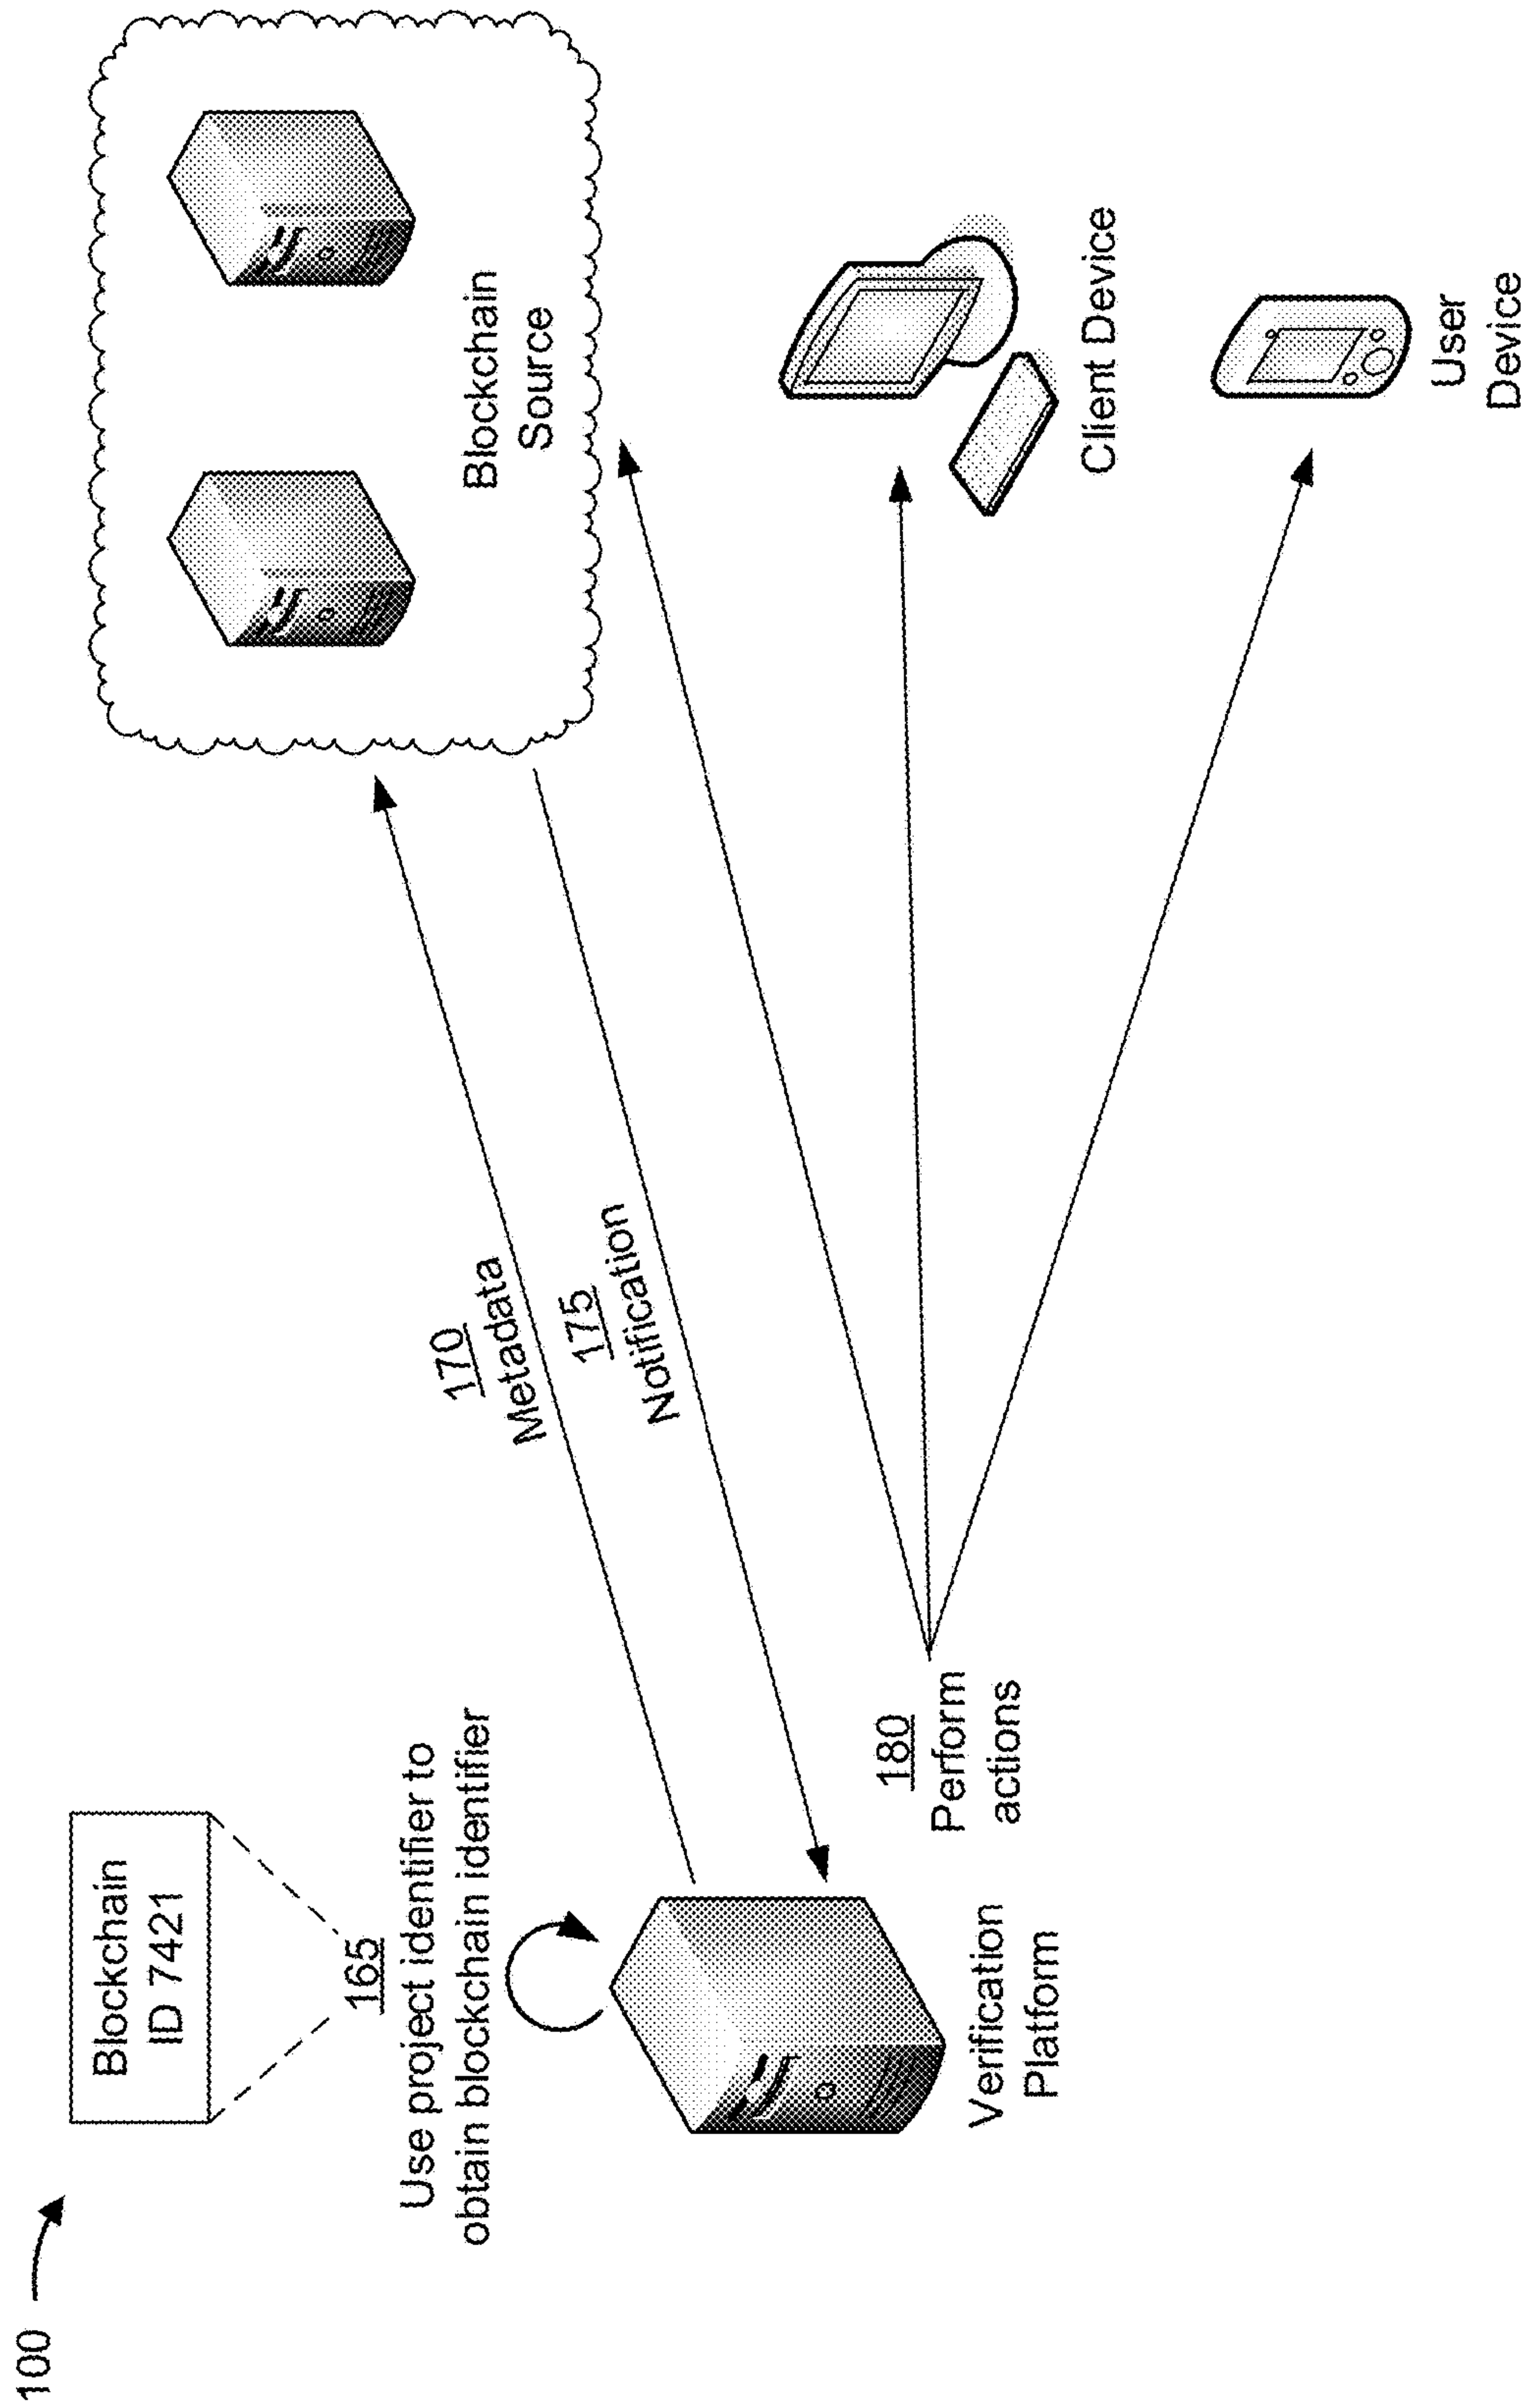 100
Blockchain
ID 7421
165
Use project identifier to
obtain blockchain identifier
Verification
Platform
170
Metadata
175
Notification
180
Perform
actions
Blockchain
Source
Client Device
User
Device